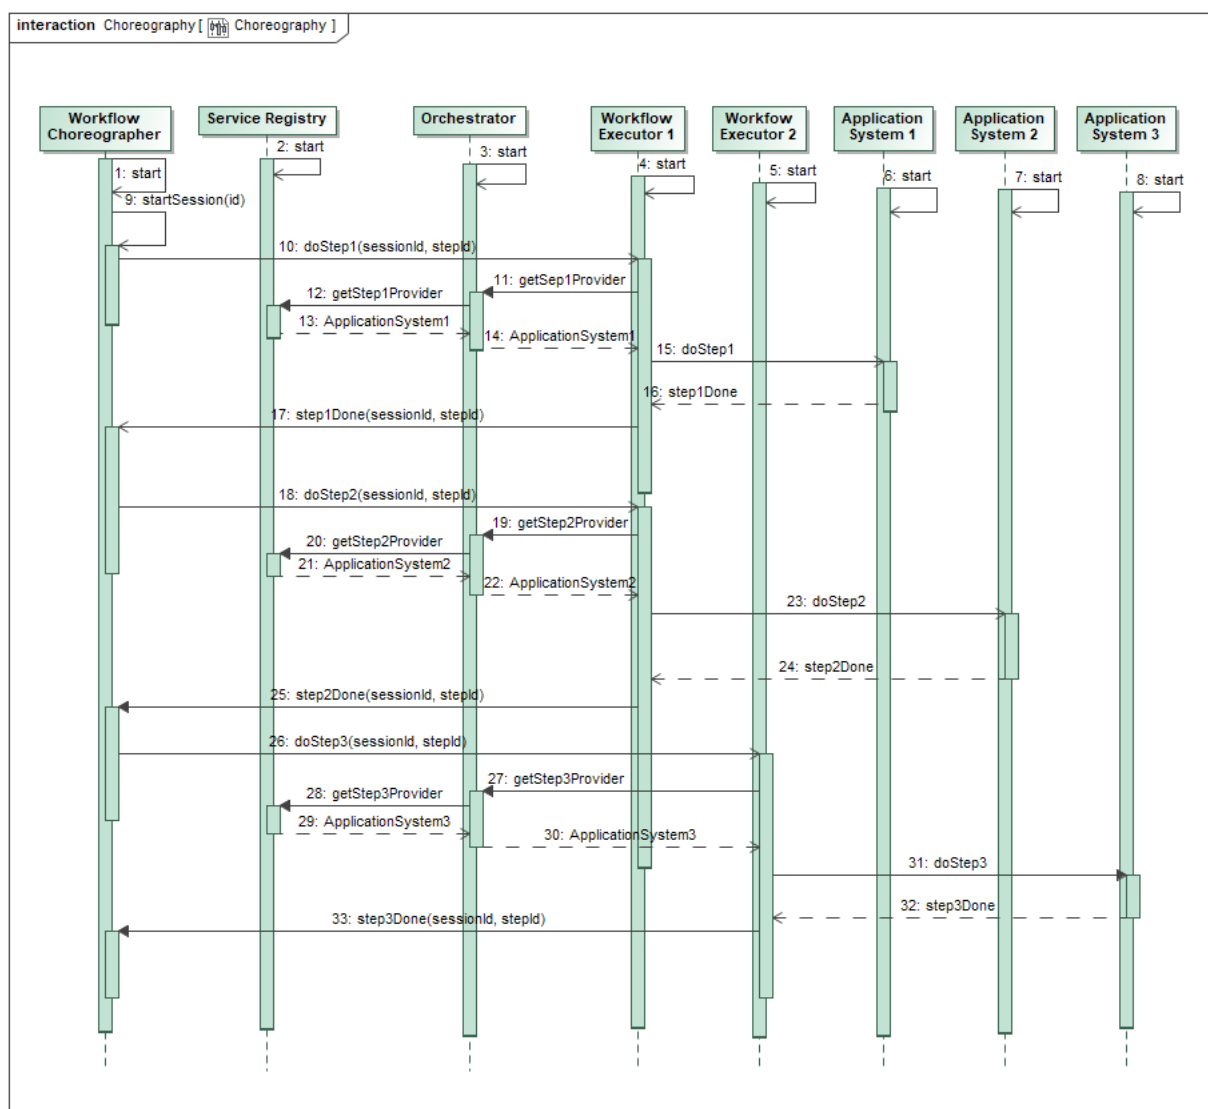 interaction Choreography [ Choreography ]
Workflow
Choreographer
Service Registry
Orchestrator
Workflow
Executor 1
Workflow
Executor 2
Application
System 1
Application
System 2
Application
System 3
1: start
2: start
3: start
4: start
5: start
6: start
7: start
8: start
9: startSession(id)
10: doStep1(sessionId, stepId)
11: getSep1Provider
12: getStep1Provider
13: ApplicationSystem1
14: ApplicationSystem1
15: doStep1
16: step1Done
17: step1Done(sessionId, stepId)
18: doStep2(sessionId, stepId)
19: getStep2Provider
20: getStep2Provider
21: ApplicationSystem2
22: ApplicationSystem2
23: doStep2
24: step2Done
25: step2Done(sessionId, stepId)
26: doStep3(sessionId, stepId)
27: getStep3Provider
28: getStep3Provider
29: ApplicationSystem3
30: ApplicationSystem3
31: doStep3
32: step3Done
33: step3Done(sessionId, stepId)